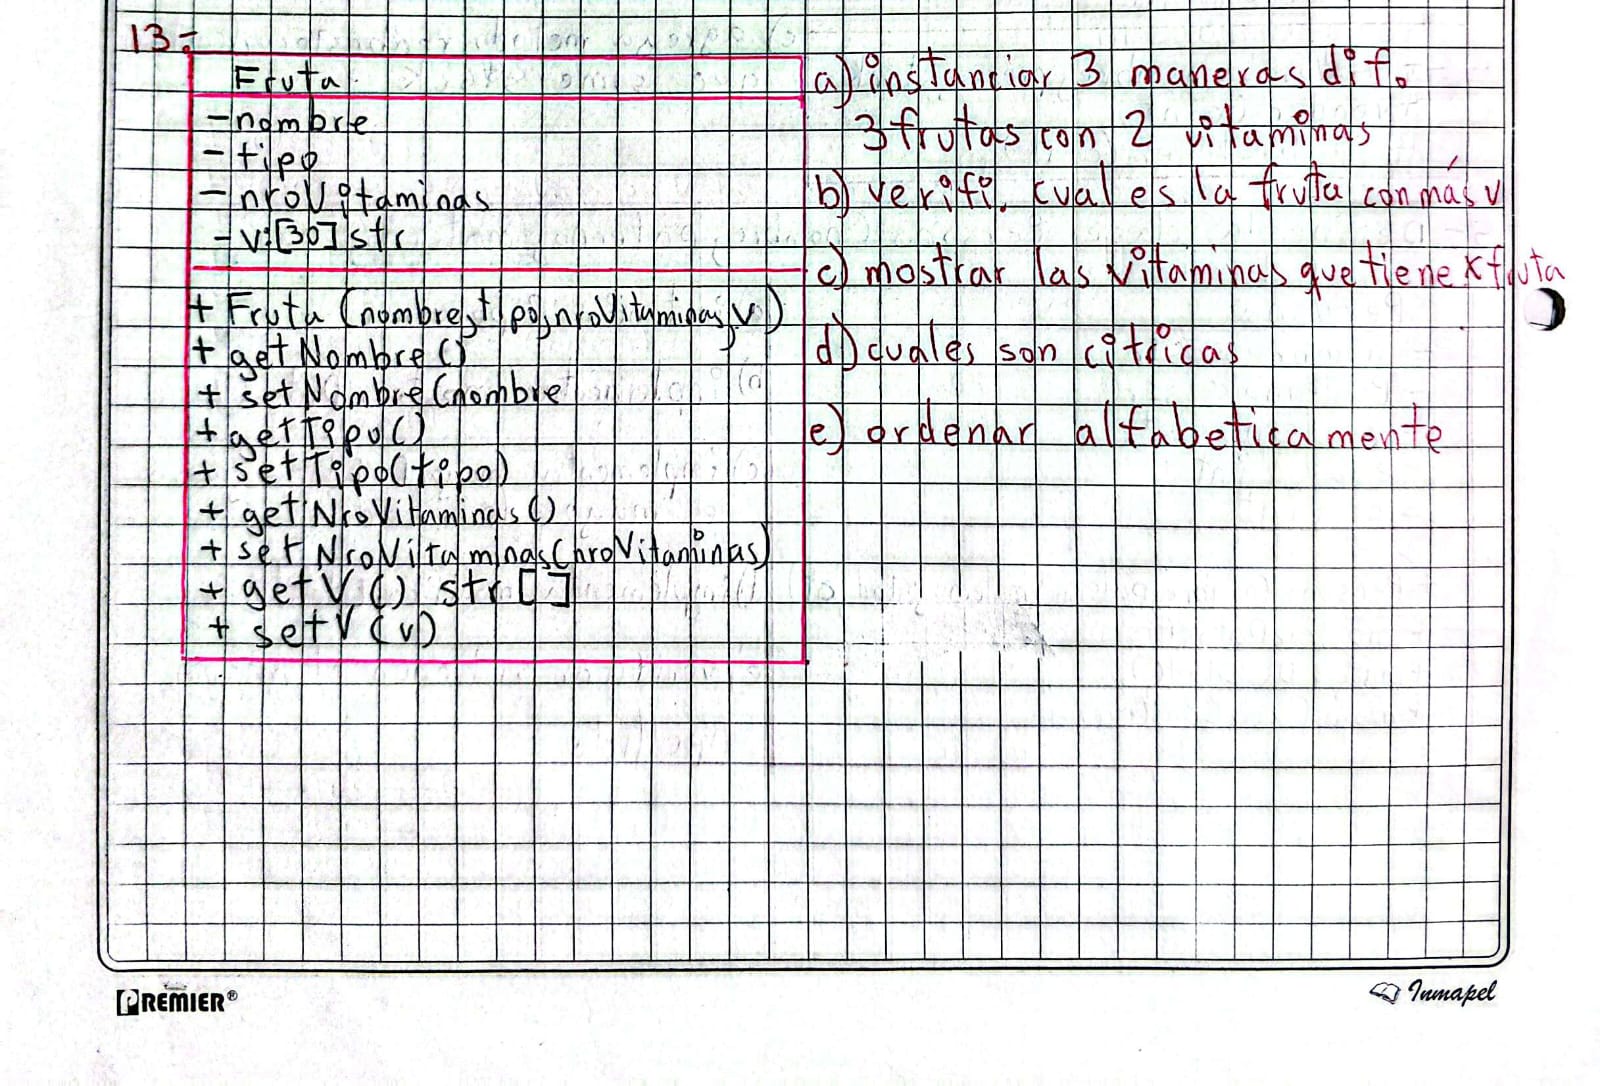 13-
Fruta
- nombre
- tipo
- nroVitaminas
- v:[30] str
+ Fruta (nombre, tipo, nroVitaminas, v)
+ getNombre()
+ setNombre(nombre
+ getTipo()
+ setTipo(tipo)
+ getNroVitaminas()
+ setNroVitaminas(nroVitaminas)
+ getV() str[]
+ setV(v)
a) instanciar 3 maneras dif.
3 frutas con 2 vitaminas
b) verifi. cual es la fruta con más v
c) mostrar las vitaminas que tiene x fruta
d) cuales son cítricas
e) ordenar alfabeticamente
PREMIER®
Inmapel